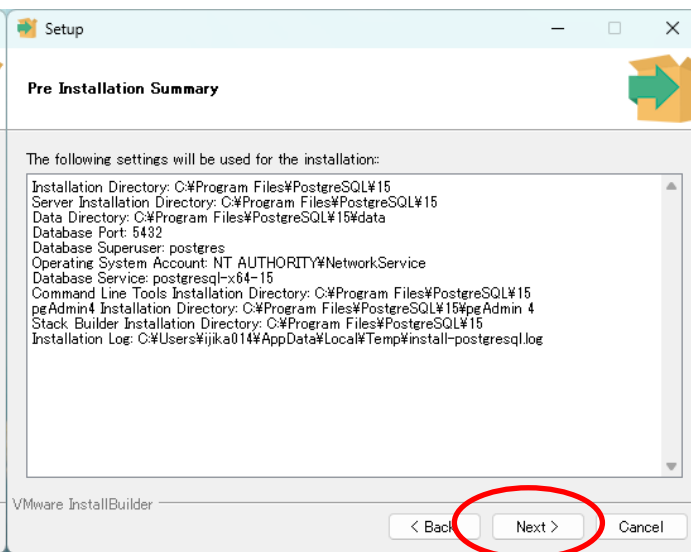 Setup
Pre Installation Summary
The following settings will be used for the installation::
Installation Directory: C:¥Program Files¥PostgreSQL¥15
Server Installation Directory: C:¥Program Files¥PostgreSQL¥15
Data Directory: C:¥Program Files¥PostgreSQL¥15¥data
Database Port: 5432
Database Superuser: postgres
Operating System Account: NT AUTHORITY¥NetworkService
Database Service: postgresql-x64-15
Command Line Tools Installation Directory: C:¥Program Files¥PostgreSQL¥15
pgAdmin4 Installation Directory: C:¥Program Files¥PostgreSQL¥15¥pgAdmin 4
Stack Builder Installation Directory: C:¥Program Files¥PostgreSQL¥15
Installation Log: C:¥Users¥ijika014¥AppData¥Local¥Temp¥install-postgresql.log
VMware InstallBuilder
< Back Next > Cancel